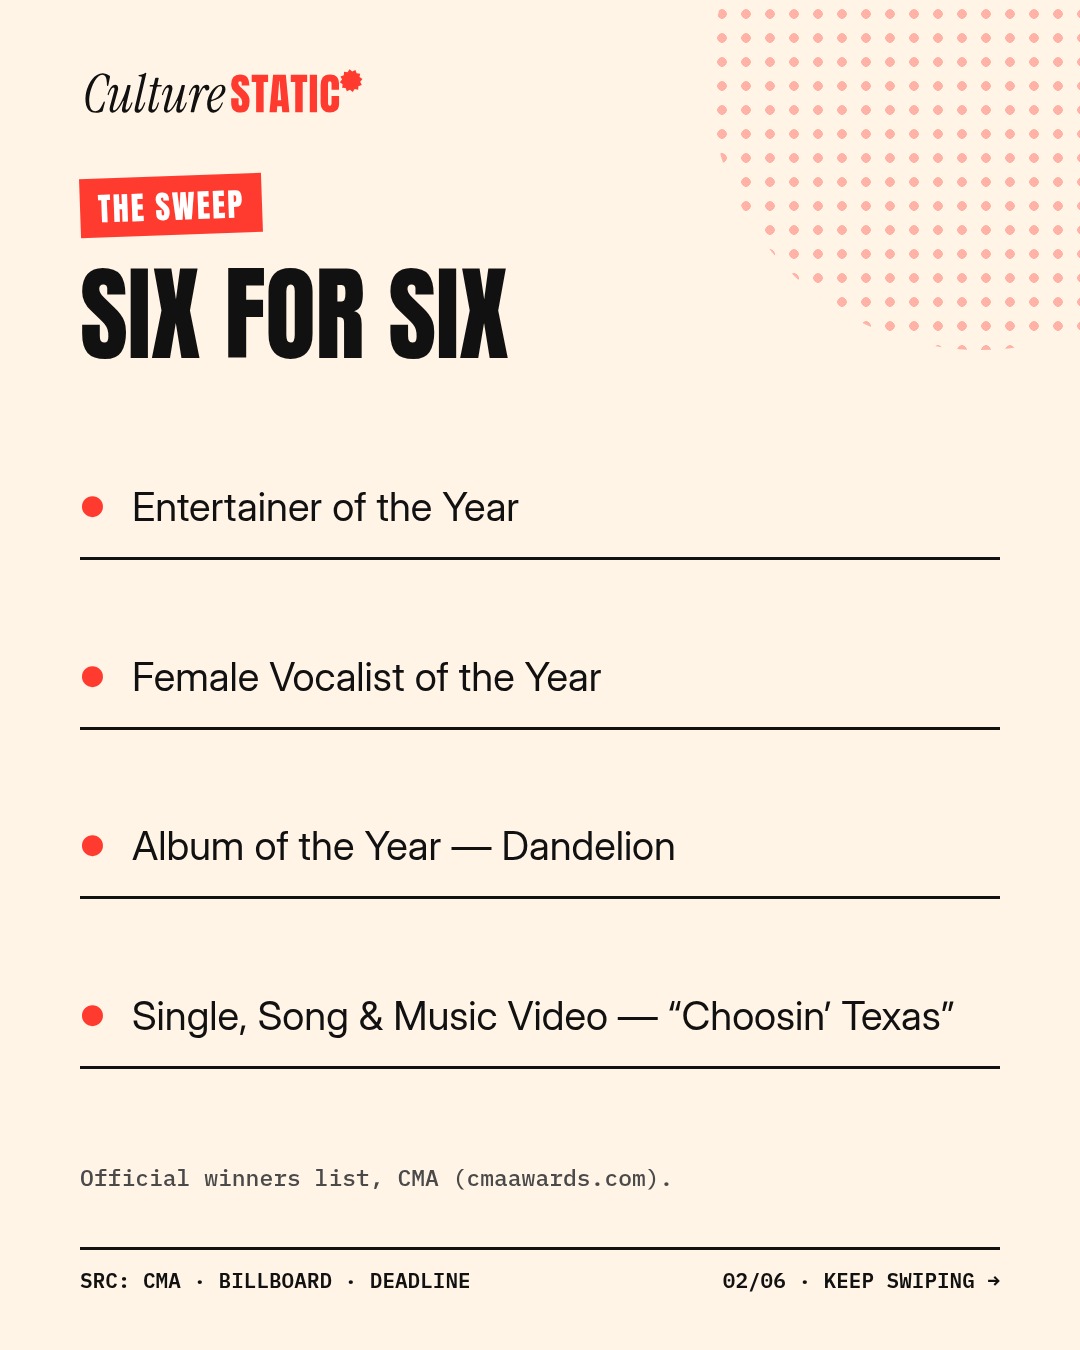 Culture STATIC
THE SWEEP
SIX FOR SIX
Entertainer of the Year
Female Vocalist of the Year
Album of the Year — Dandelion
Single, Song & Music Video — “Choosin’ Texas”
Official winners list, CMA (cmaawards.com).
SRC: CMA · BILLBOARD · DEADLINE
02/06 · KEEP SWIPING →